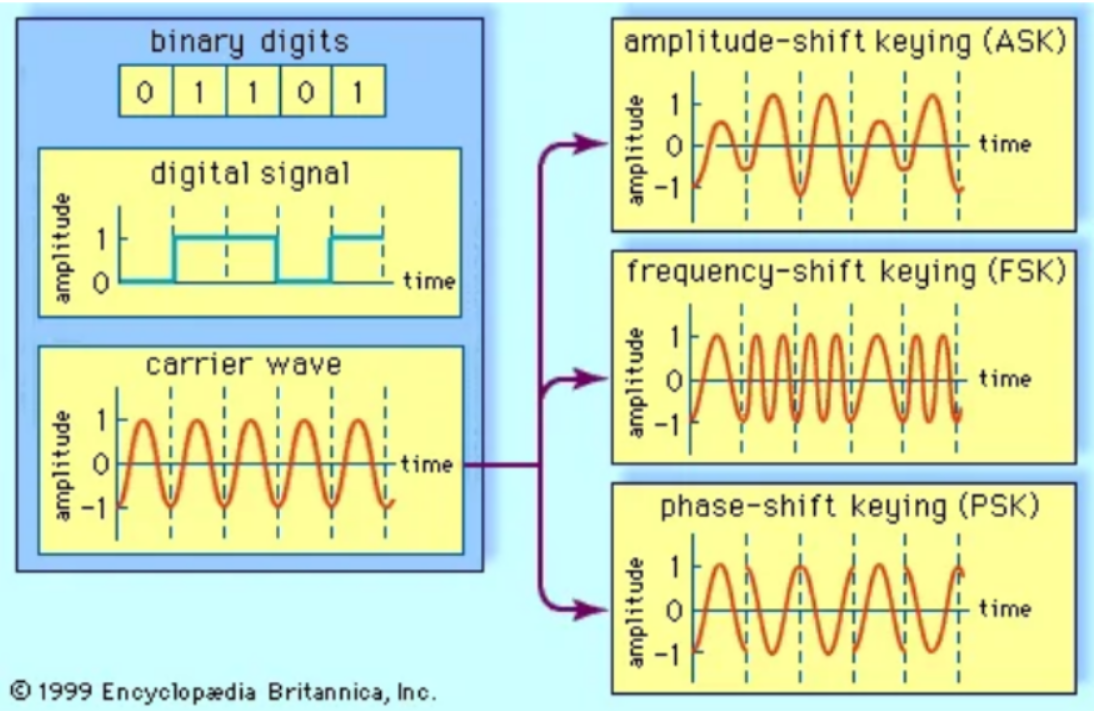 binary digits
0 1 1 0 1
digital signal
amplitude
1
0
time
carrier wave
amplitude
1
0
-1
time
amplitude-shift keying (ASK)
amplitude
1
0
-1
time
frequency-shift keying (FSK)
amplitude
1
0
-1
time
phase-shift keying (PSK)
amplitude
1
0
-1
time
© 1999 Encyclopædia Britannica, Inc.